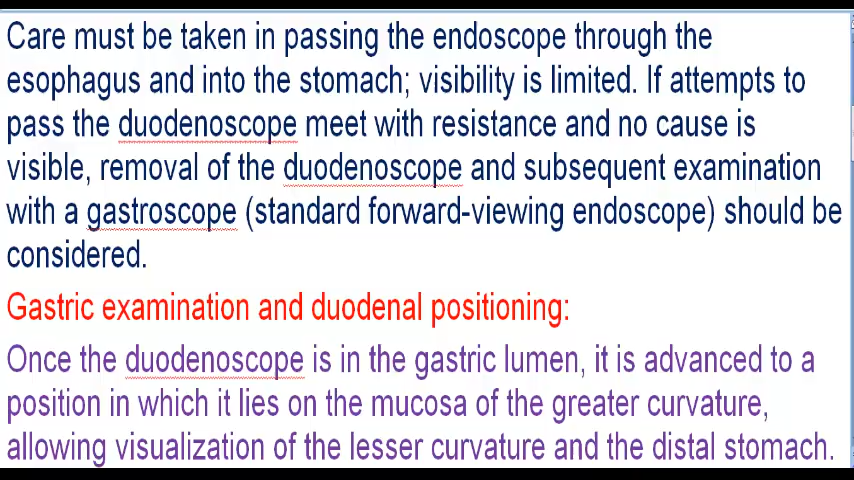 Care must be taken in passing the endoscope through the
esophagus and into the stomach; visibility is limited. If attempts to
pass the duodenoscope meet with resistance and no cause is
visible, removal of the duodenoscope and subsequent examination
with a gastroscope (standard forward-viewing endoscope) should be
considered.
Gastric examination and duodenal positioning:
Once the duodenoscope is in the gastric lumen, it is advanced to a
position in which it lies on the mucosa of the greater curvature,
allowing visualization of the lesser curvature and the distal stomach.